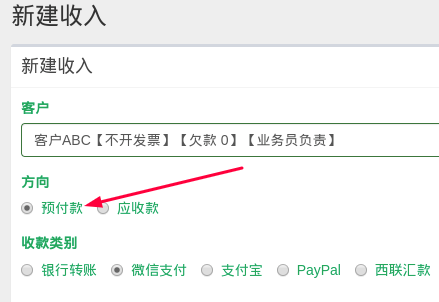 新建收入
新建收入
客户
客户ABC【不开发票】【欠款 0】【业务员负责】
方向
预付款 应收款
收款类别
银行转账 微信支付 支付宝 PayPal 西联汇款